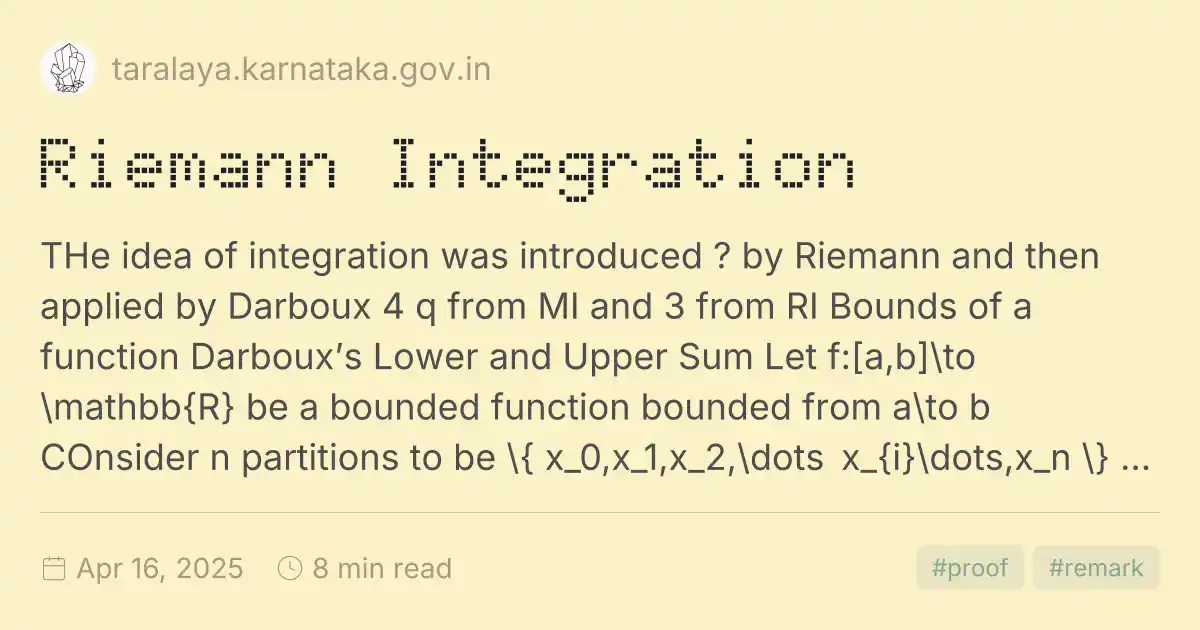 taralaya.karnataka.gov.in
Riemann Integration
THe idea of integration was introduced ? by Riemann and then
applied by Darboux 4 q from MI and 3 from RI Bounds of a
function Darboux’s Lower and Upper Sum Let f:[a,b]\to
\mathbb{R} be a bounded function bounded from a\to b
COnsider n partitions to be \{ x_0,x_1,x_2,\dots  x_{i}\dots,x_n \} ...
Apr 16, 2025 8 min read #proof #remark